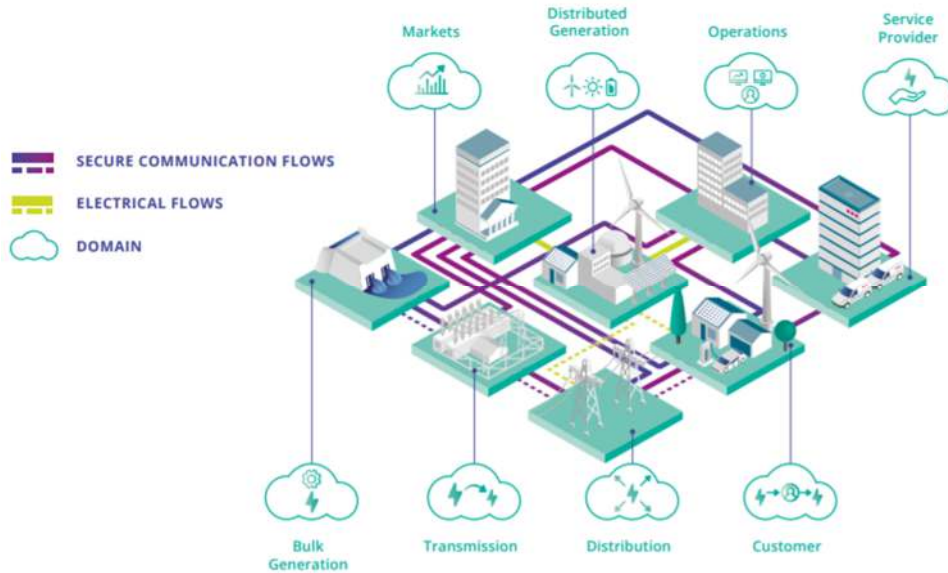 Markets
Distributed
Generation
Operations
Service
Provider
SECURE COMMUNICATION FLOWS
ELECTRICAL FLOWS
DOMAIN
Bulk
Generation
Transmission
Distribution
Customer